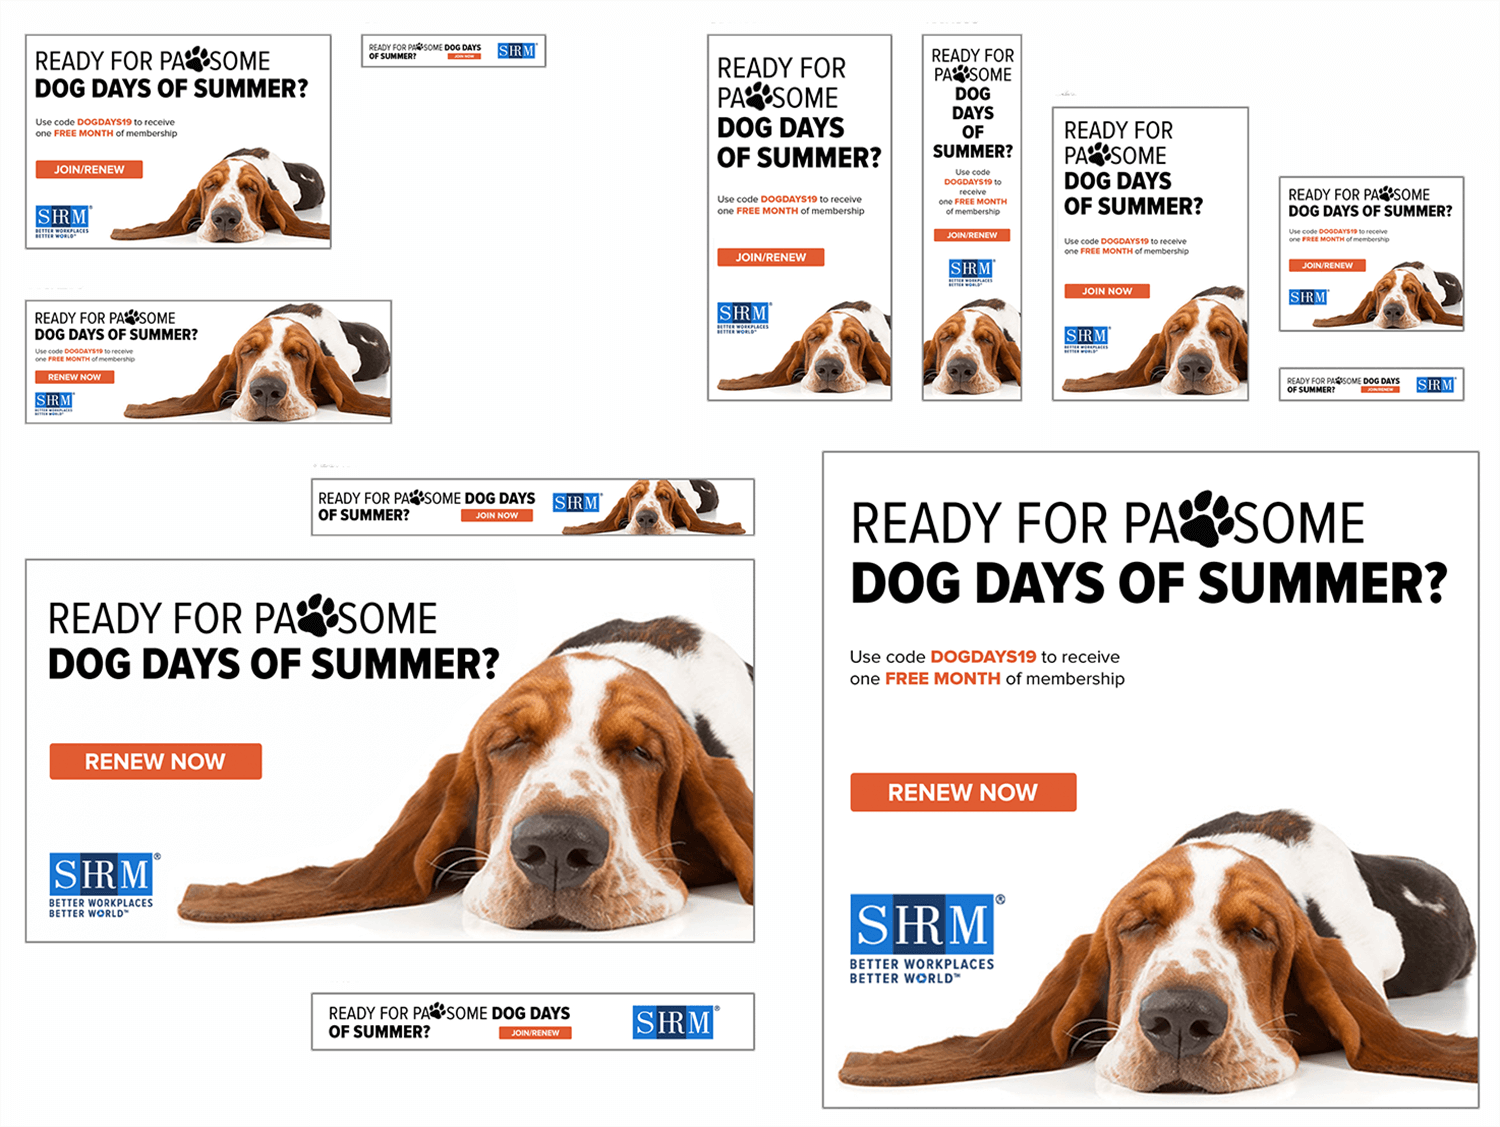 READY FOR PAWSOME
DOG DAYS OF SUMMER?
Use code DOGDAYS19 to receive
one FREE MONTH of membership
JOIN/RENEW
SHRM®
BETTER WORKPLACES
BETTER WORLD™
READY FOR PAWSOME DOG DAYS
OF SUMMER?
JOIN NOW
SHRM®
READY FOR
PAWSOME
DOG DAYS
OF SUMMER?
Use code DOGDAYS19 to receive
one FREE MONTH of membership
JOIN/RENEW
SHRM®
BETTER WORKPLACES
BETTER WORLD™
READY FOR
PAWSOME
DOG
DAYS
OF
SUMMER?
Use code
DOGDAYS19 to
receive
one FREE MONTH
of membership
JOIN/RENEW
SHRM®
BETTER WORKPLACES
BETTER WORLD™
READY FOR
PAWSOME
DOG DAYS
OF SUMMER?
Use code DOGDAYS19 to receive
one FREE MONTH of membership
JOIN NOW
SHRM®
BETTER WORKPLACES
BETTER WORLD™
READY FOR PAWSOME
DOG DAYS OF SUMMER?
Use code DOGDAYS19 to receive
one FREE MONTH of membership
JOIN/RENEW
SHRM®
READY FOR PAWSOME DOG DAYS
OF SUMMER?
JOIN/RENEW
SHRM®
READY FOR PAWSOME
DOG DAYS OF SUMMER?
Use code DOGDAYS19 to receive
one FREE MONTH of membership
RENEW NOW
SHRM®
BETTER WORKPLACES
BETTER WORLD™
READY FOR PAWSOME DOG DAYS
OF SUMMER?
JOIN NOW
SHRM®
READY FOR PAWSOME
DOG DAYS OF SUMMER?
RENEW NOW
SHRM®
BETTER WORKPLACES
BETTER WORLD™
READY FOR PAWSOME
DOG DAYS OF SUMMER?
Use code DOGDAYS19 to receive
one FREE MONTH of membership
RENEW NOW
SHRM®
BETTER WORKPLACES
BETTER WORLD™
READY FOR PAWSOME DOG DAYS
OF SUMMER?
JOIN/RENEW
SHRM®